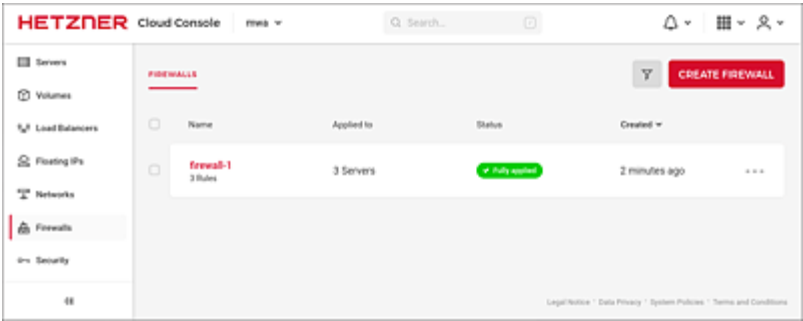 HETZNER Cloud Console mwa Search...
Servers
Volumes
Load Balancers
Floating IPs
Networks
Firewalls
Security
FIREWALLS
CREATE FIREWALL
Name Applied to Status Created
firewall-1 3 Servers Fully applied 2 minutes ago ...
3 Rules
Legal Notice · Data Privacy · System Policies · Terms and Conditions